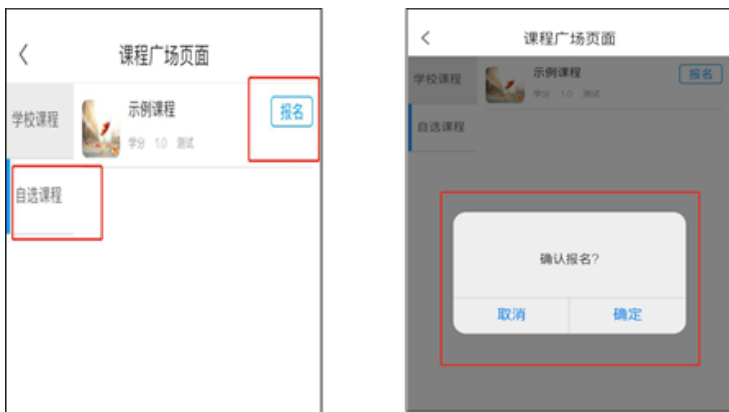 课程广场页面
学校课程
示例课程
报名
学分 1.0 测试
自选课程
课程广场页面
学校课程
示例课程
报名
学分 1.0 测试
自选课程
确认报名?
取消
确定